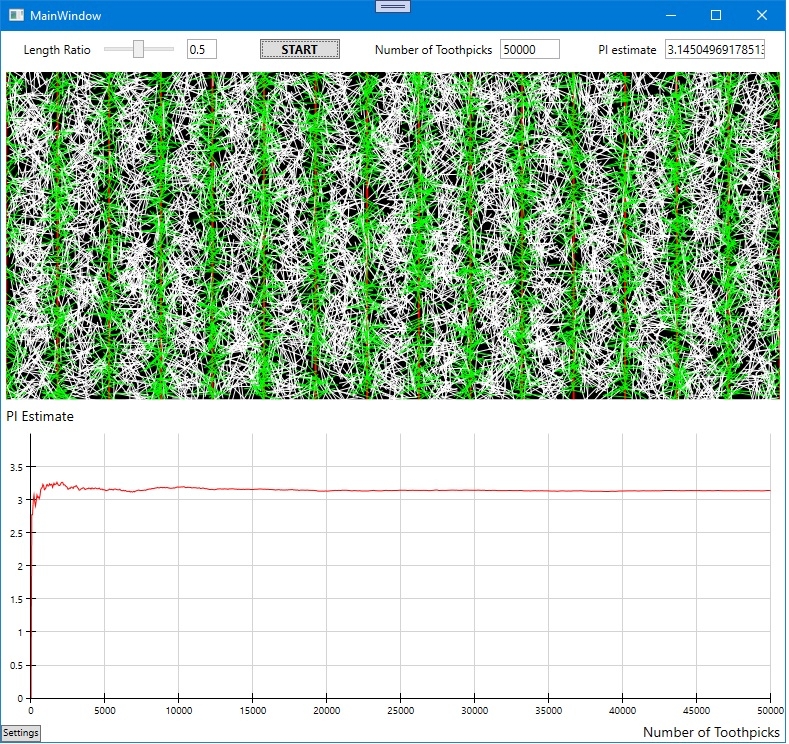 MainWindow
Length Ratio 0.5 START Number of Toothpicks 50000 PI estimate 3.1450496917851
PI Estimate
3.5
3
2.5
2
1.5
1
0.5
0
0 5000 10000 15000 20000 25000 30000 35000 40000 45000 50000
Settings Number of Toothpicks